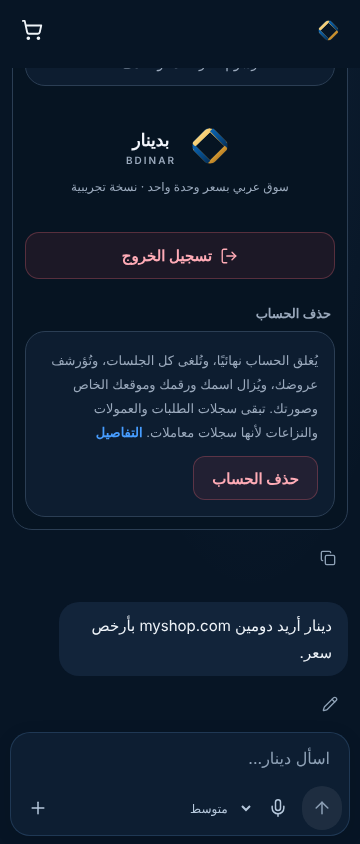 بدينار
BDINAR
سوق عربي بسعر وحدة واحد · نسخة تجريبية
تسجيل الخروج
حذف الحساب
يُغلق الحساب نهائيًا، وتُلغى كل الجلسات، وتُؤرشف
عروضك، ويُزال اسمك ورقمك وموقعك الخاص
وصورتك. تبقى سجلات الطلبات والعمولات
والنزاعات لأنها سجلات معاملات. التفاصيل
حذف الحساب
دينار أريد دومين myshop.com بأرخص
سعر.
اسأل دينار...
متوسط